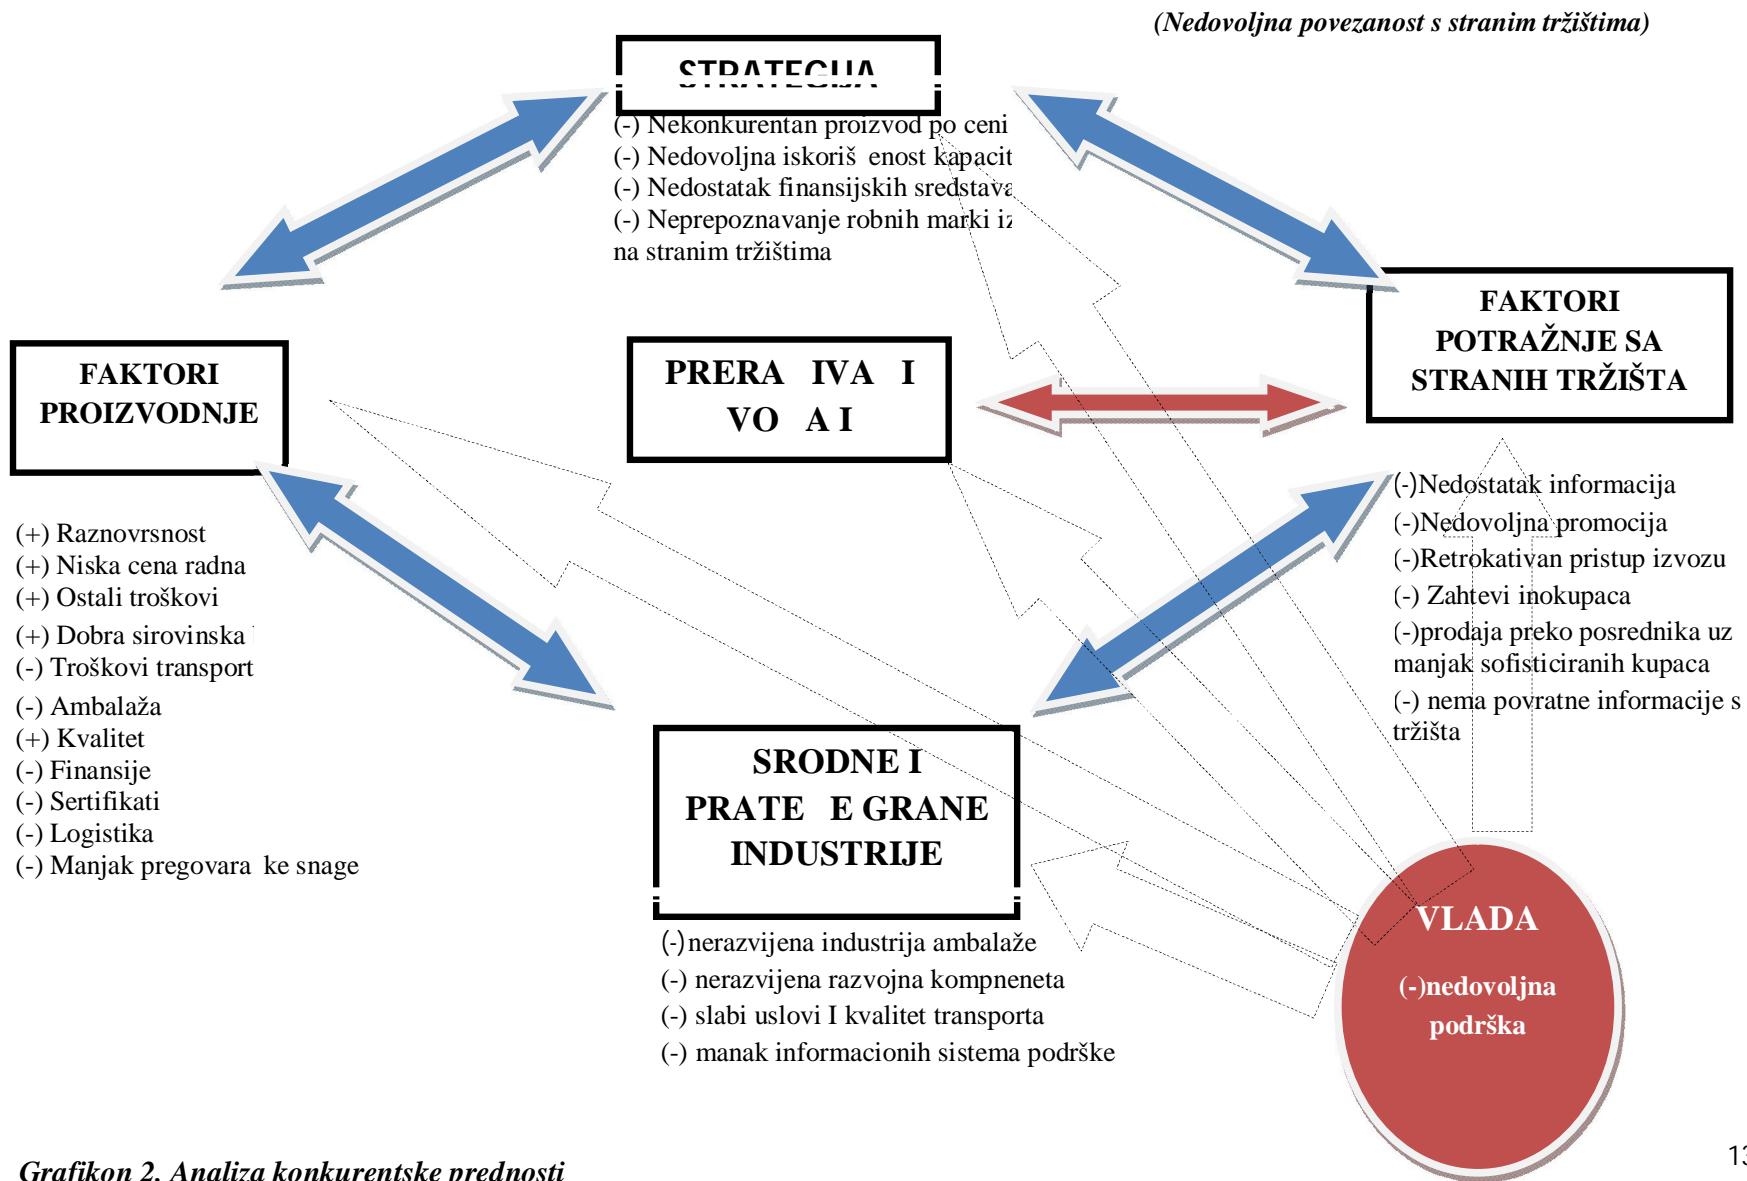 (Nedovoljna povezanost s stranim tržištima)
STRATEGIJA
(-) Nekonkurentan proizvod po ceni
(-) Nedovoljna iskoriš enost kapacit
(-) Nedostatak finansijskih sredstava
(-) Neprepoznavanje robnih marki iz
na stranim tržištima
FAKTORI
POTRAŽNJE SA
STRANIH TRŽIŠTA
FAKTORI
PROIZVODNJE
PRERA IVA I
VO A I
(+) Raznovrsnost
(+) Niska cena radna
(+) Ostali troškovi
(+) Dobra sirovinska
(-) Troškovi transport
(-) Ambalaža
(+) Kvalitet
(-) Finansije
(-) Sertifikati
(-) Logistika
(-) Manjak pregovara ke snage
(-)Nedostatak informacija
(-)Nedovoljna promocija
(-)Retrokativan pristup izvozu
(-) Zahtevi inokupaca
(-)prodaja preko posrednika uz
manjak sofisticiranih kupaca
(-) nema povratne informacije s
tržišta
SRODNE I
PRATE E GRANE
INDUSTRIJE
(-)nerazvijena industrija ambalaže
(-) nerazvijena razvojna kompneneta
(-) slabi uslovi I kvalitet transporta
(-) manak informacionih sistema podrške
VLADA
(-)nedovoljna
podrška
Grafikon 2. Analiza konkurentske prednosti
13